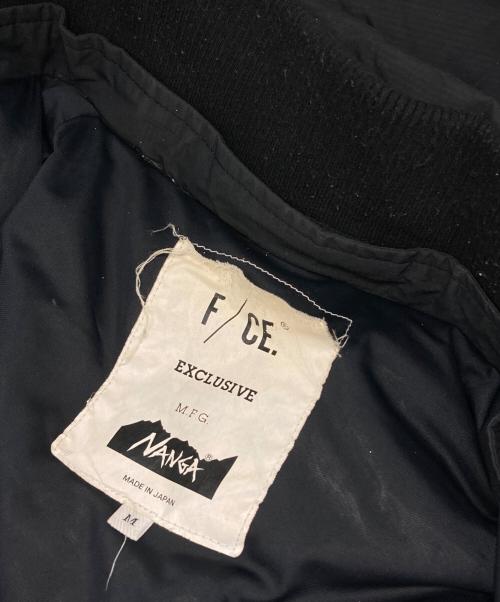 F/CE.®
EXCLUSIVE
M.F.G.
NANGA®
MADE IN JAPAN
M